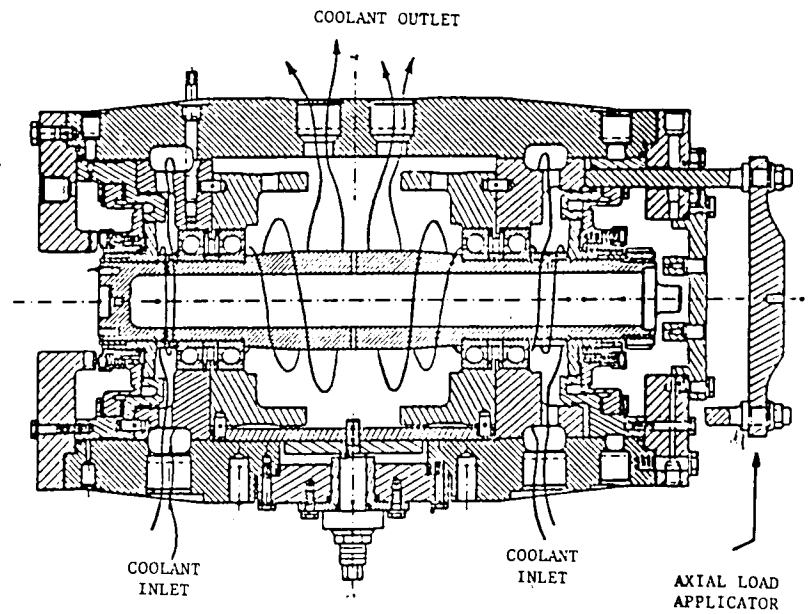 COOLANT OUTLET
COOLANT
INLET
COOLANT
INLET
AXIAL LOAD
APPLICATOR